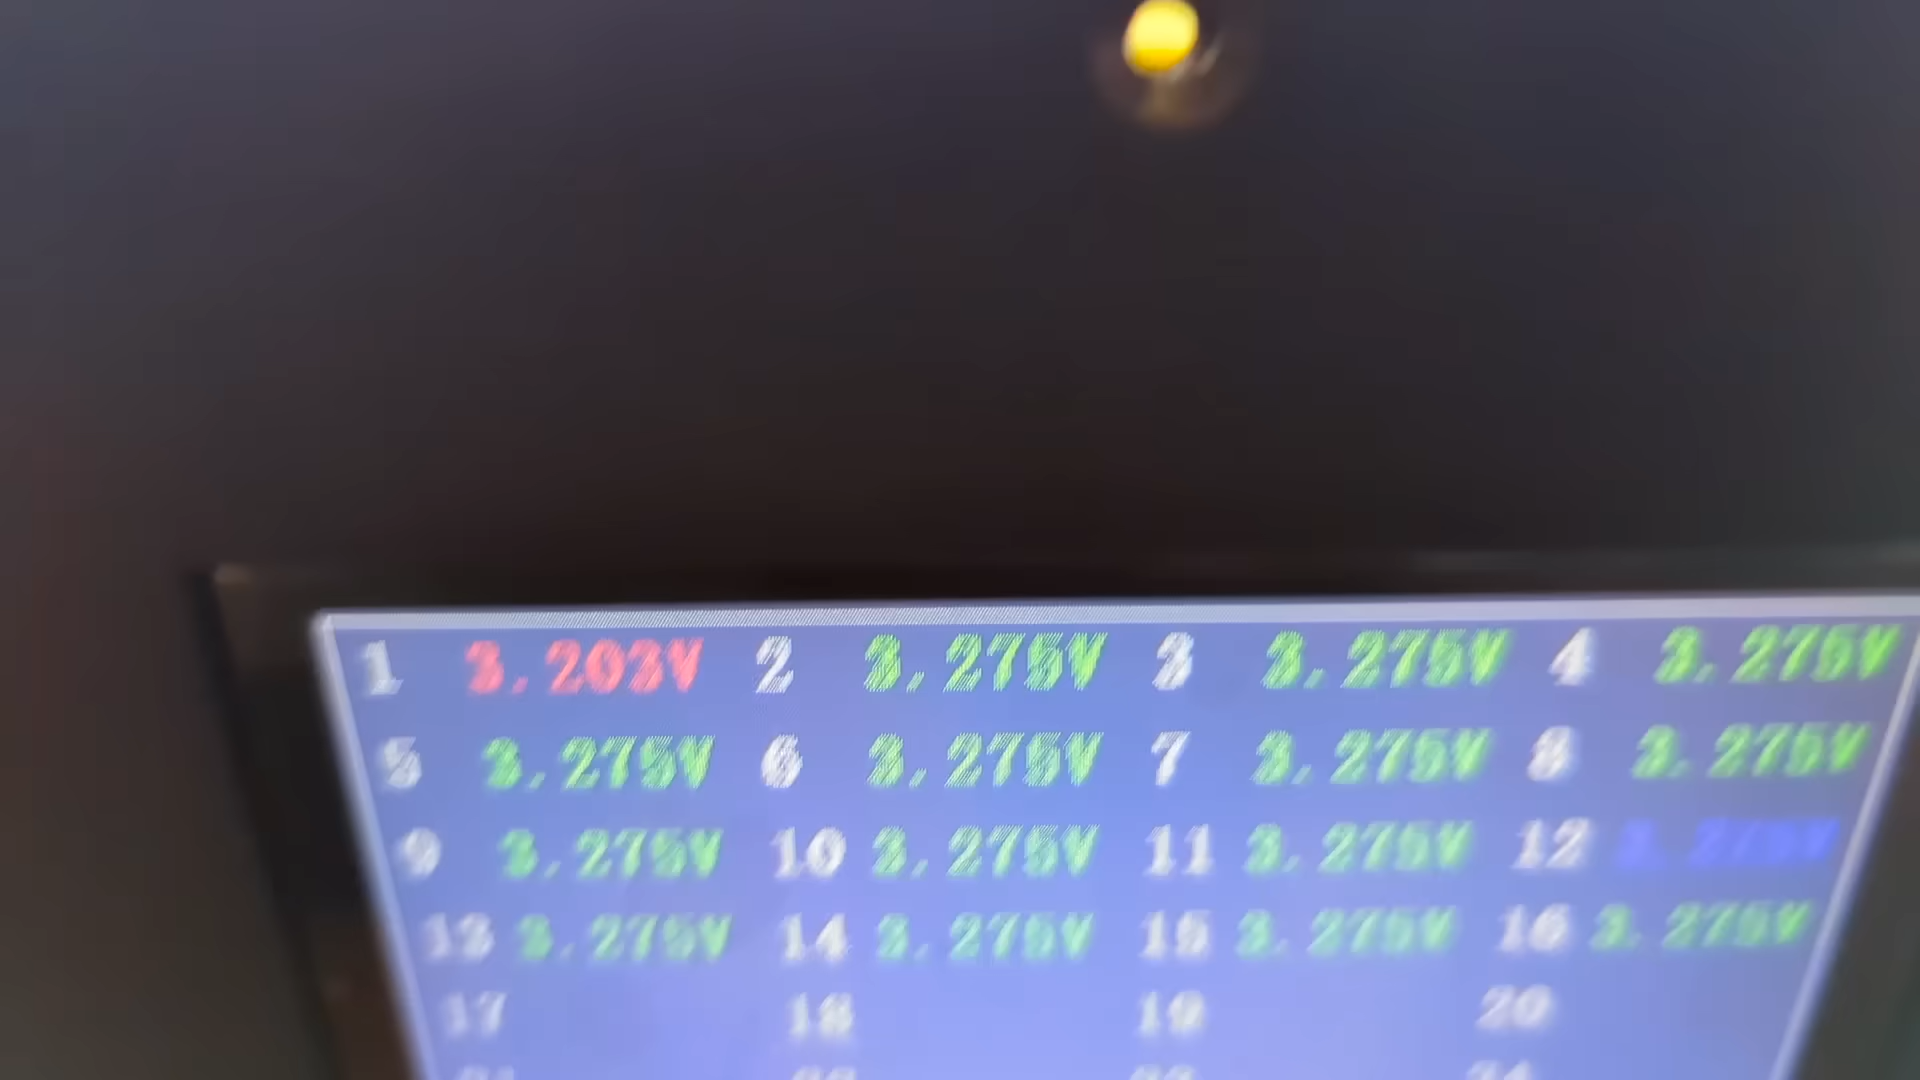 1 3.203V 2 3.275V 3 3.275V 4 3.275V
5 3.275V 6 3.275V 7 3.275V 8 3.275V
9 3.275V 10 3.275V 11 3.275V 12
13 3.275V 14 3.275V 15 3.275V 16 3.275V
17 18 19 20